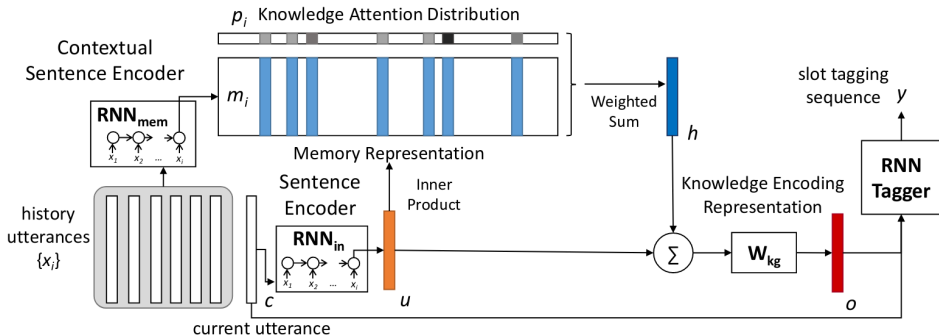 p_i Knowledge Attention Distribution
Contextual
Sentence Encoder
m_i
RNN_mem
x_1 x_2 ... x_i
Weighted
Sum
h
slot tagging
sequence
y
Memory Representation
Inner
Product
Sentence
Encoder
RNN_in
x_1 x_2 ... x_i
history
utterances
{x_i}
c
u
current utterance
Knowledge Encoding
Representation
∑
W_kg
o
RNN
Tagger